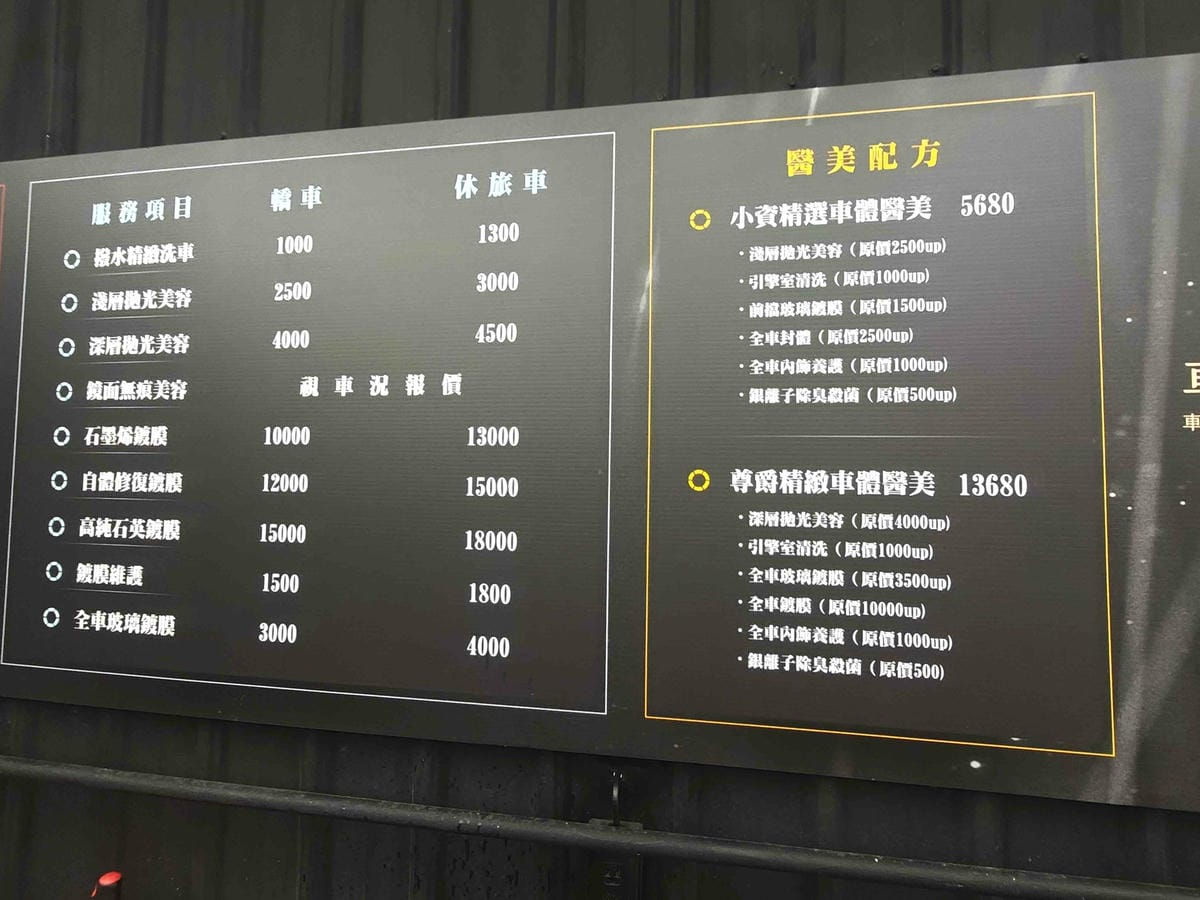 服務項目 轎車 休旅車
撥水精緻洗車 1000 1300
淺層拋光美容 2500 3000
深層拋光美容 4000 4500
鏡面無痕美容 視車況報價
石墨烯鍍膜 10000 13000
自體修復鍍膜 12000 15000
高純石英鍍膜 15000 18000
鍍膜維護 1500 1800
全車玻璃鍍膜 3000 4000
醫美配方
小資精選車體醫美 5680
·淺層拋光美容（原價2500up)
·引擎室清洗（原價1000up)
·前擋玻璃鍍膜（原價1500up)
·全車封體（原價2500up)
·全車內飾養護（原價1000up)
·銀離子除臭殺菌（原價500up)
尊爵精緻車體醫美 13680
·深層拋光美容（原價4000up)
·引擎室清洗（原價1000up)
·全車玻璃鍍膜（原價3500up)
·全車鍍膜（原價10000up)
·全車內飾養護（原價1000up)
·銀離子除臭殺菌（原價500)
車